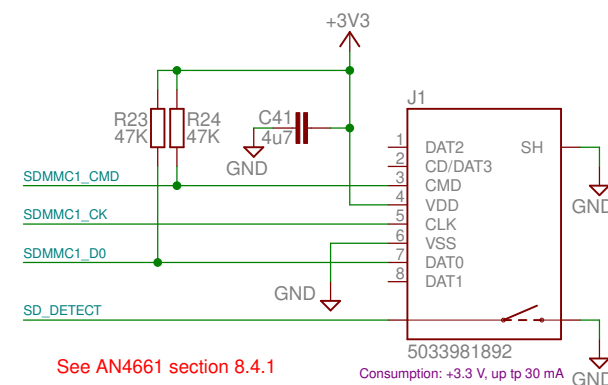 +3V3
J1
R23 R24 C41
47K 47K 4u7
GND
1 DAT2 SH
2 CD/DAT3
SDMMC1_CMD 3 CMD
4 VDD GND
SDMMC1_CK 5 CLK
6 VSS
SDMMC1_D0 7 DAT0
8 DAT1
GND
SD_DETECT
5033981892
See AN4661 section 8.4.1
Consumption: +3.3 V, up tp 30 mA GND